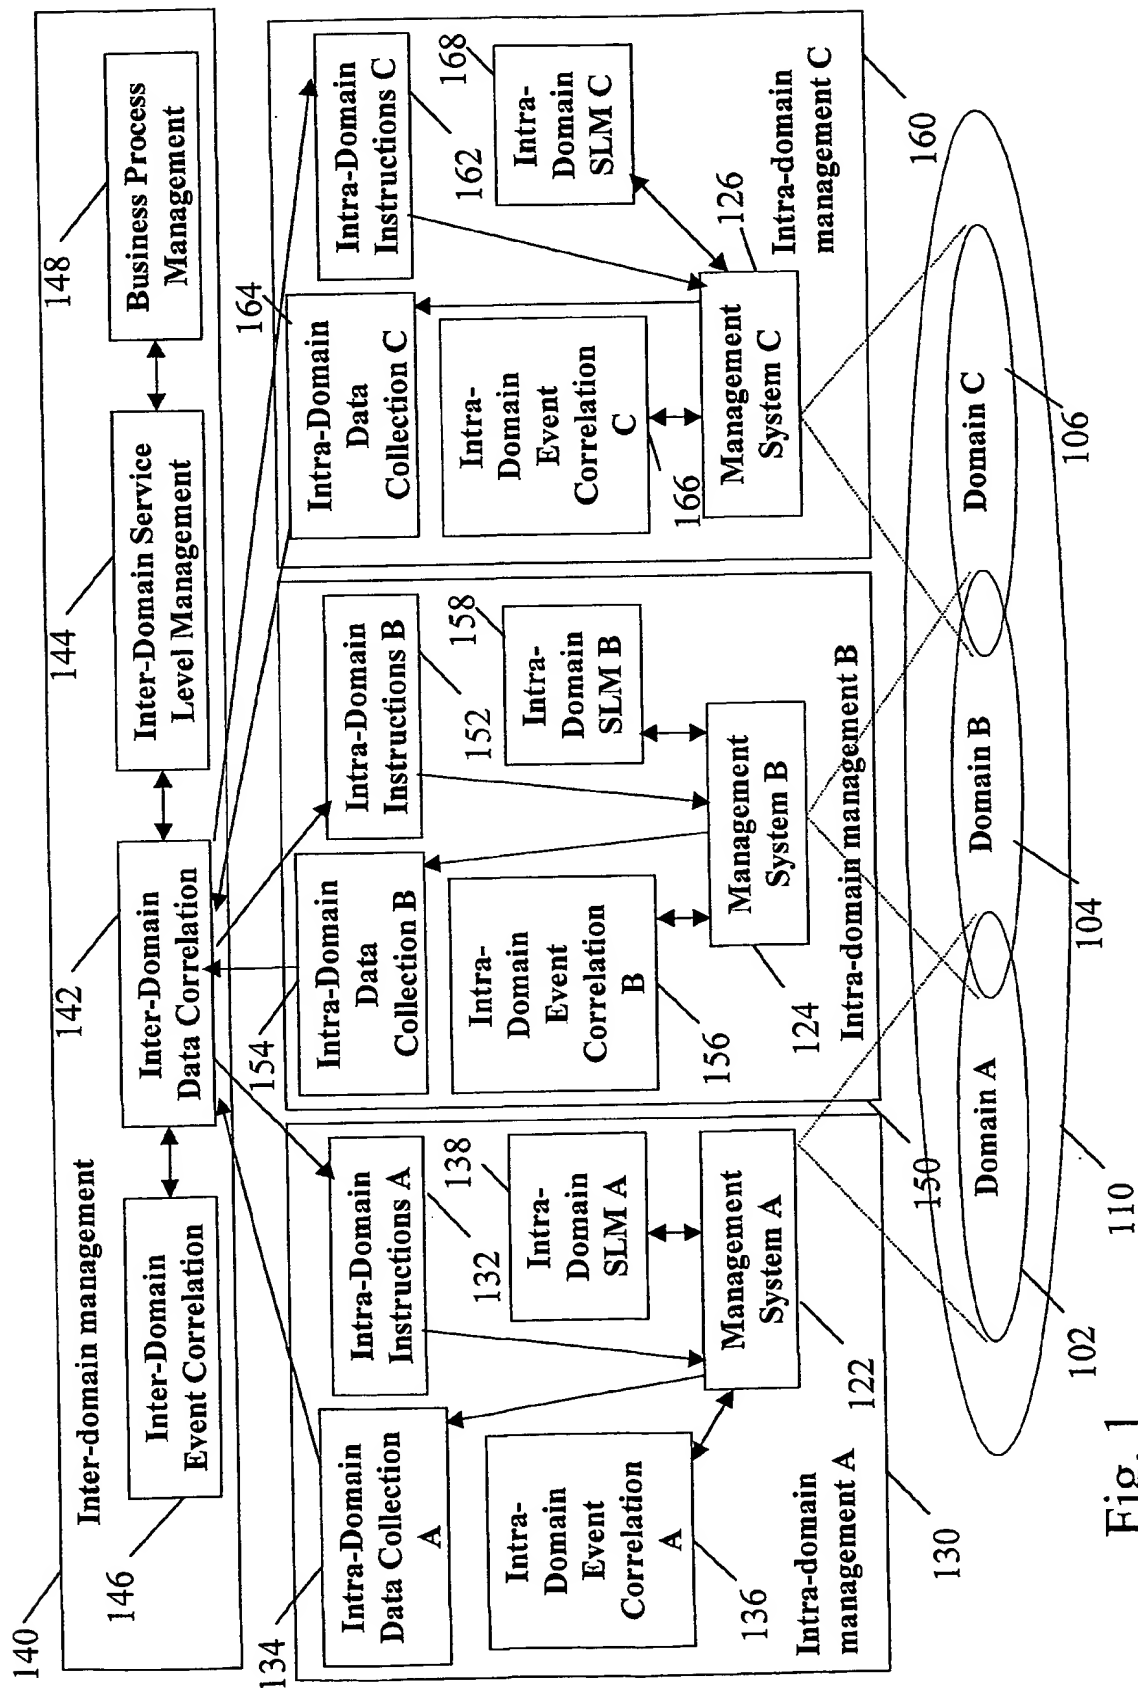 140
Inter-domain management
146
Inter-Domain
Event Correlation
142
Inter-Domain
Data Correlation
144
Inter-Domain Service
Level Management
148
Business Process
Management
134
Intra-Domain
Data Collection
A
Intra-Domain
Instructions A
132
138
Intra-
Domain
SLM A
Intra-
Domain
Event
Correlation
A
136
Management
System A
122
Intra-domain
management A
130
154
Intra-Domain
Data
Collection B
Intra-Domain
Instructions B
152
158
Intra-
Domain
SLM B
Intra-
Domain
Event
Correlation
B
156
Management
System B
124
Intra-domain management B
150
164
Intra-Domain
Data
Collection C
Intra-Domain
Instructions C
162
168
Intra-
Domain
SLM C
Intra-
Domain
Event
Correlation
C
166
Management
System C
126
Intra-domain
management C
160
Domain A
Domain B
Domain C
102
110
104
106
Fig. 1